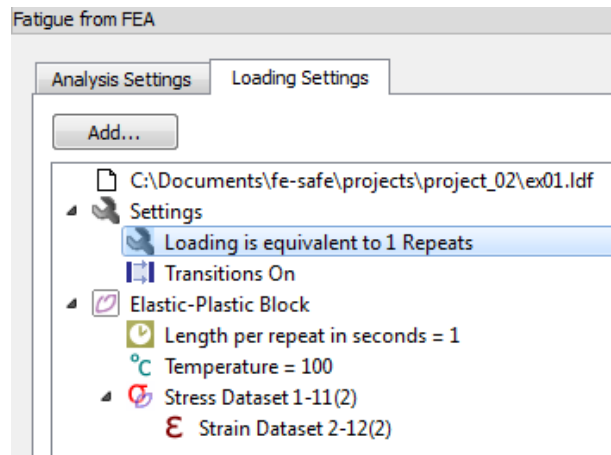 Fatigue from FEA
Analysis Settings
Loading Settings
Add...
C:\Documents\fe-safe\projects\project_02\ex01.ldf
Settings
Loading is equivalent to 1 Repeats
Transitions On
Elastic-Plastic Block
Length per repeat in seconds = 1
°C Temperature = 100
Stress Dataset 1-11(2)
ε Strain Dataset 2-12(2)